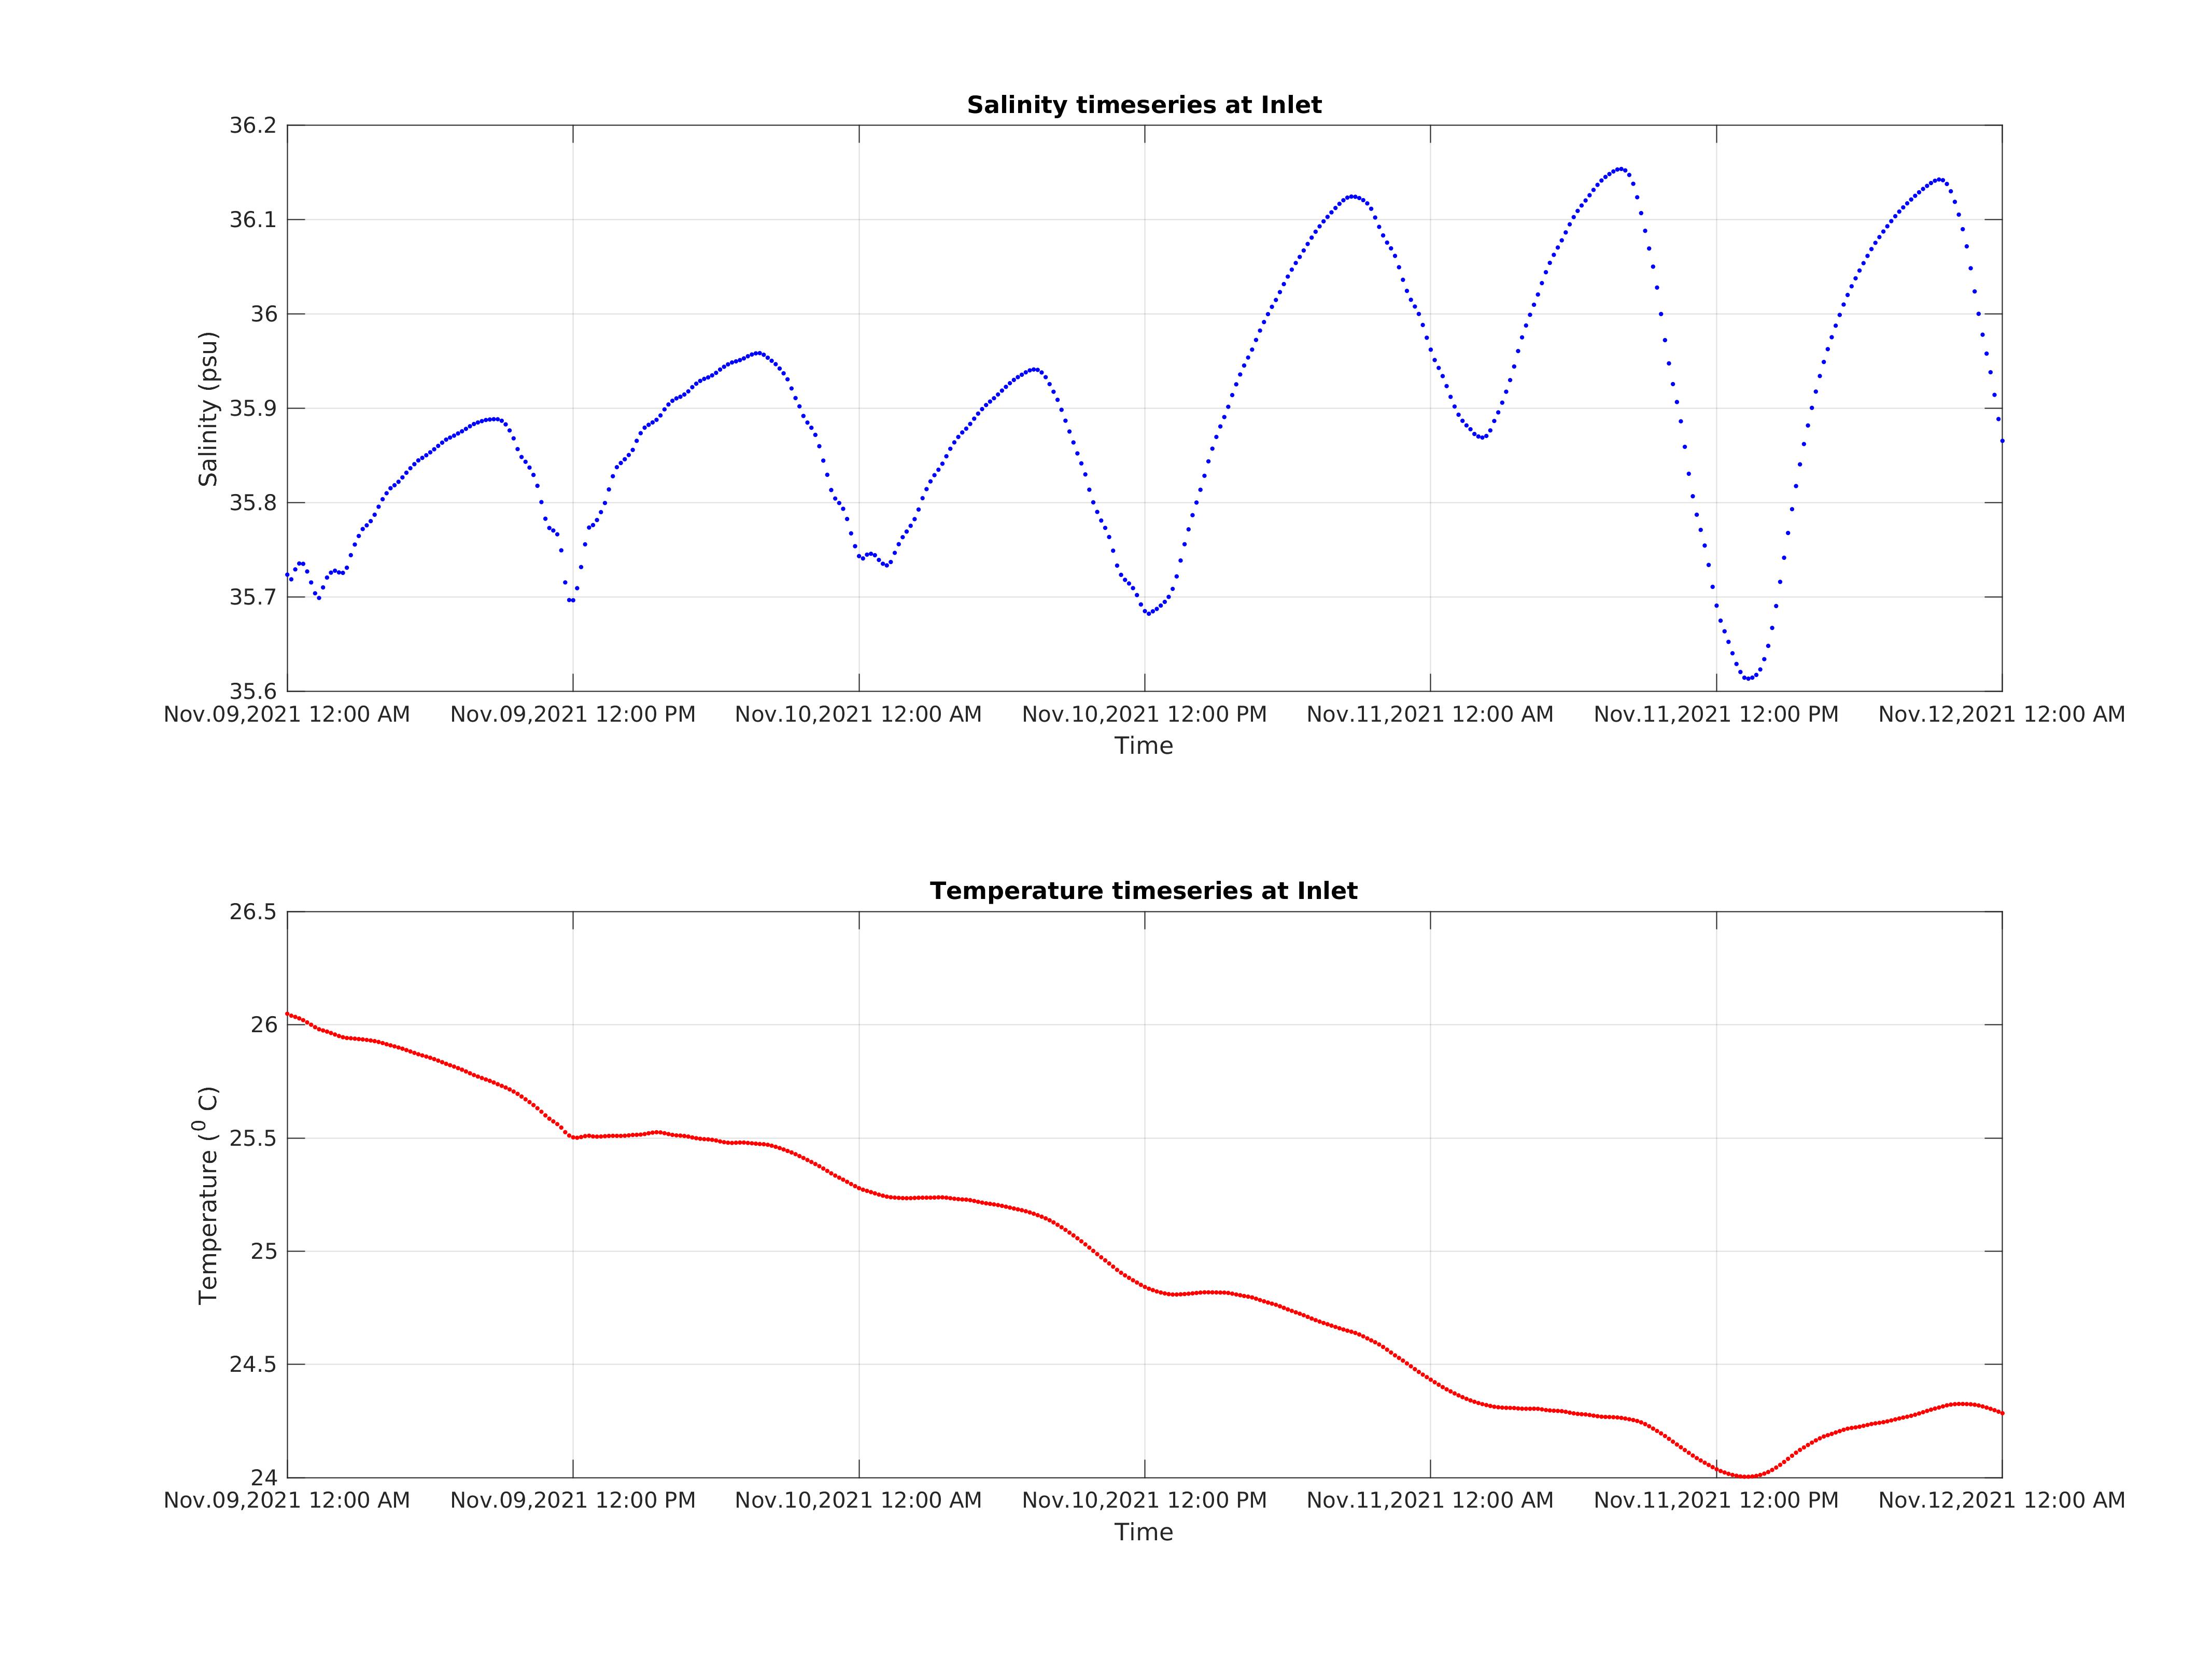 Salinity timeseries at Inlet
36.2
36.1
36
35.9
35.8
35.7
35.6
Salinity (psu)
Nov.09,2021 12:00 AM Nov.09,2021 12:00 PM Nov.10,2021 12:00 AM Nov.10,2021 12:00 PM Nov.11,2021 12:00 AM Nov.11,2021 12:00 PM Nov.12,2021 12:00 AM
Time
Temperature timeseries at Inlet
26.5
26
25.5
25
24.5
24
Temperature (⁰ C)
Nov.09,2021 12:00 AM Nov.09,2021 12:00 PM Nov.10,2021 12:00 AM Nov.10,2021 12:00 PM Nov.11,2021 12:00 AM Nov.11,2021 12:00 PM Nov.12,2021 12:00 AM
Time